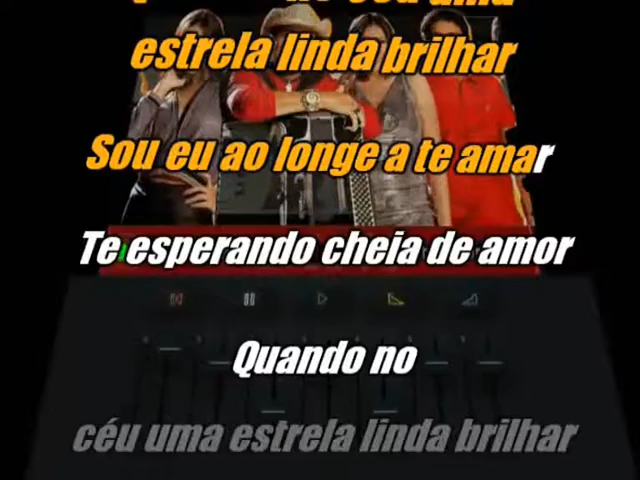 estrela linda brilhar
Sou eu ao longe a te amar
Te esperando cheia de amor
Quando no
céu uma estrela linda brilhar